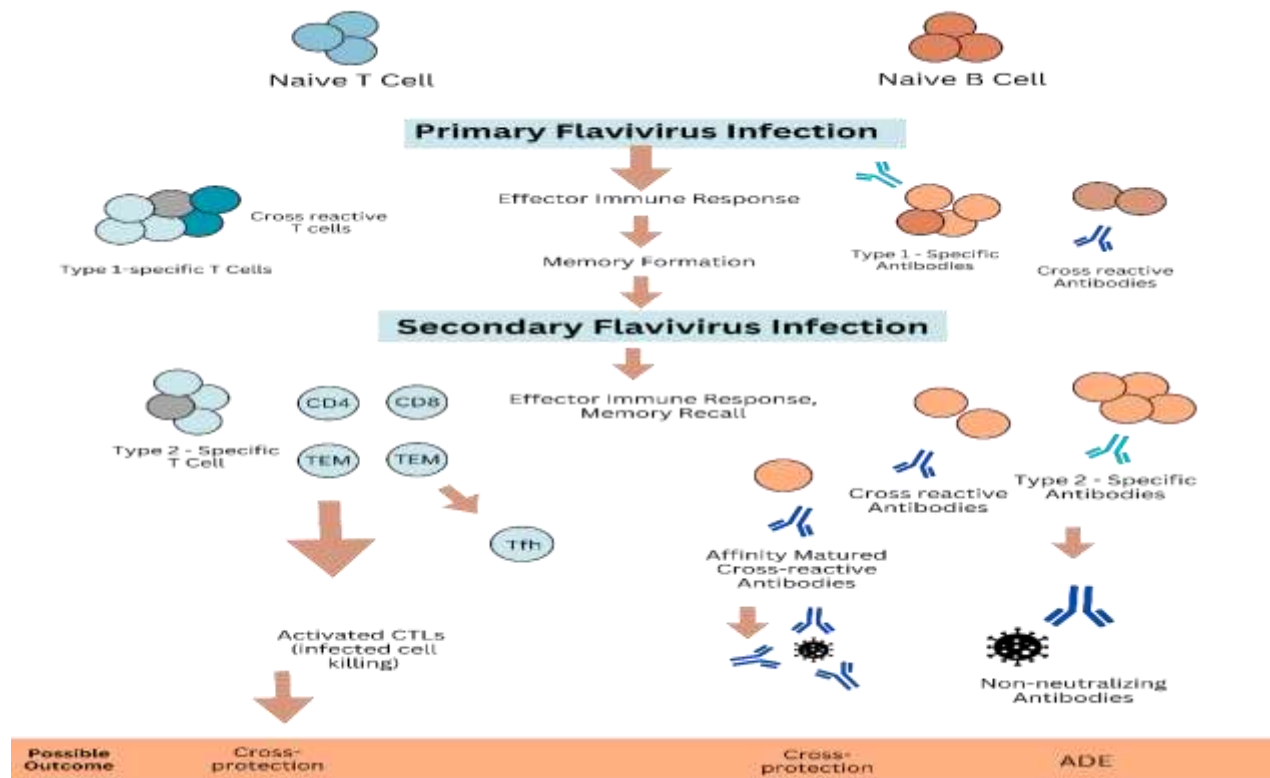 Naive T Cell
Naive B Cell
Primary Flavivirus Infection
Effector Immune Response
Cross reactive
T cells
Type 1-specific T Cells
Memory Formation
Type 1 - Specific
Antibodies
Cross reactive
Antibodies
Secondary Flavivirus Infection
CD4
CD8
Effector Immune Response,
Memory Recall
Type 2 - Specific
T Cell
TEM
TEM
Cross reactive
Antibodies
Type 2 - Specific
Antibodies
Tfh
Affinity Matured
Cross-reactive
Antibodies
Activated CTLs
(infected cell
killing)
Non-neutralizing
Antibodies
Possible
Outcome
Cross-
protection
Cross-
protection
ADE